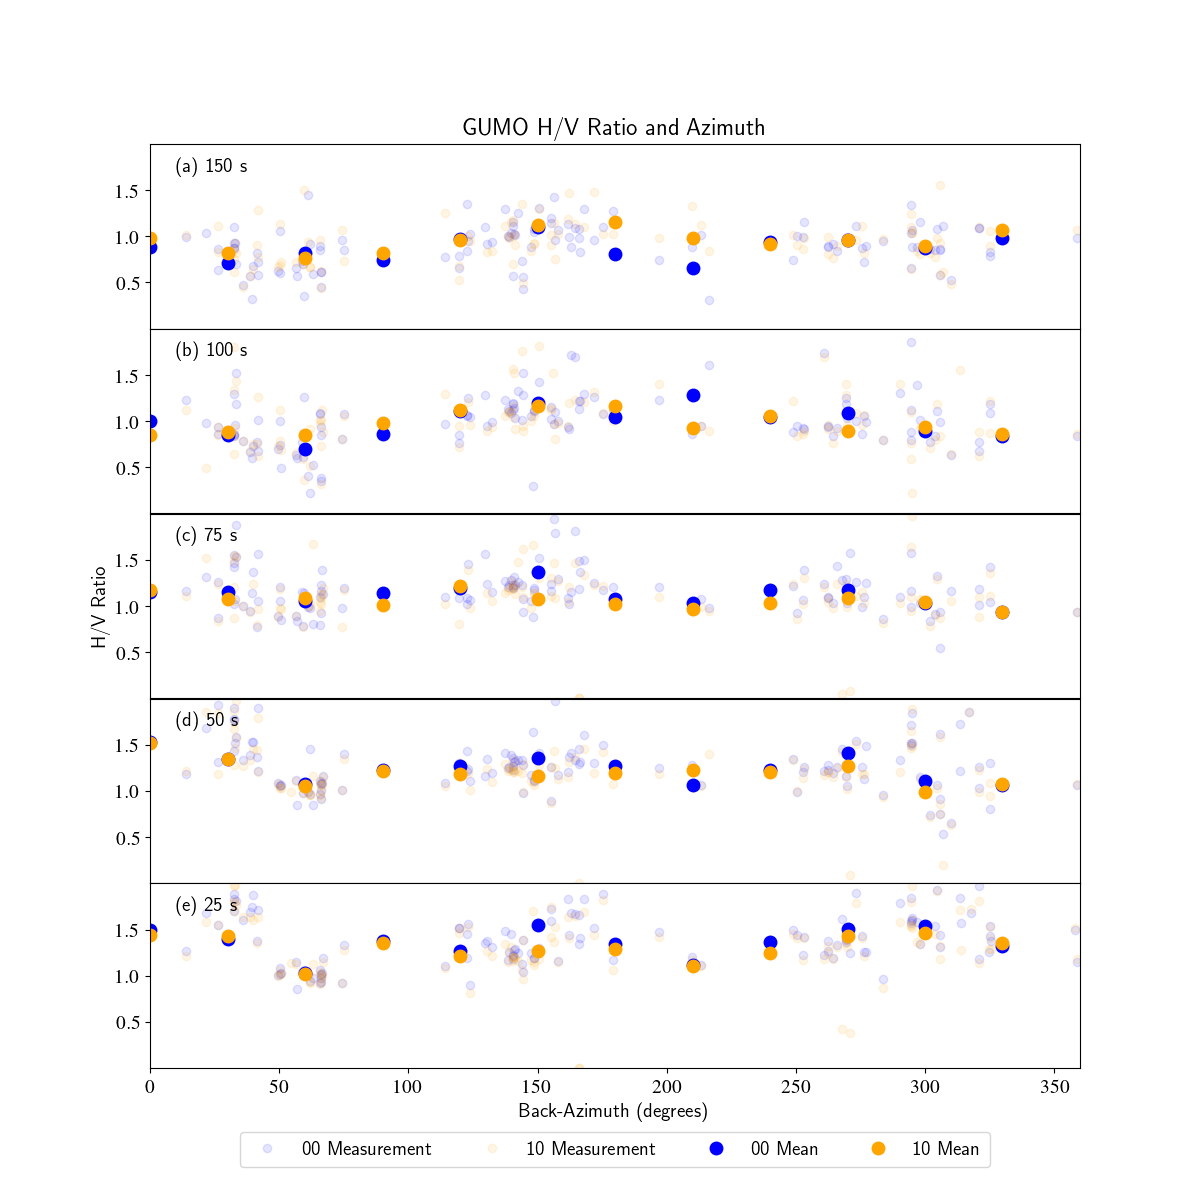 GUMO H/V Ratio and Azimuth
(a) 150 s
1.5
1.0
0.5
(b) 100 s
1.5
1.0
0.5
(c) 75 s
1.5
1.0
0.5
(d) 50 s
1.5
1.0
0.5
(e) 25 s
1.5
1.0
0.5
H/V Ratio
0 50 100 150 200 250 300 350
Back-Azimuth (degrees)
00 Measurement 10 Measurement 00 Mean 10 Mean